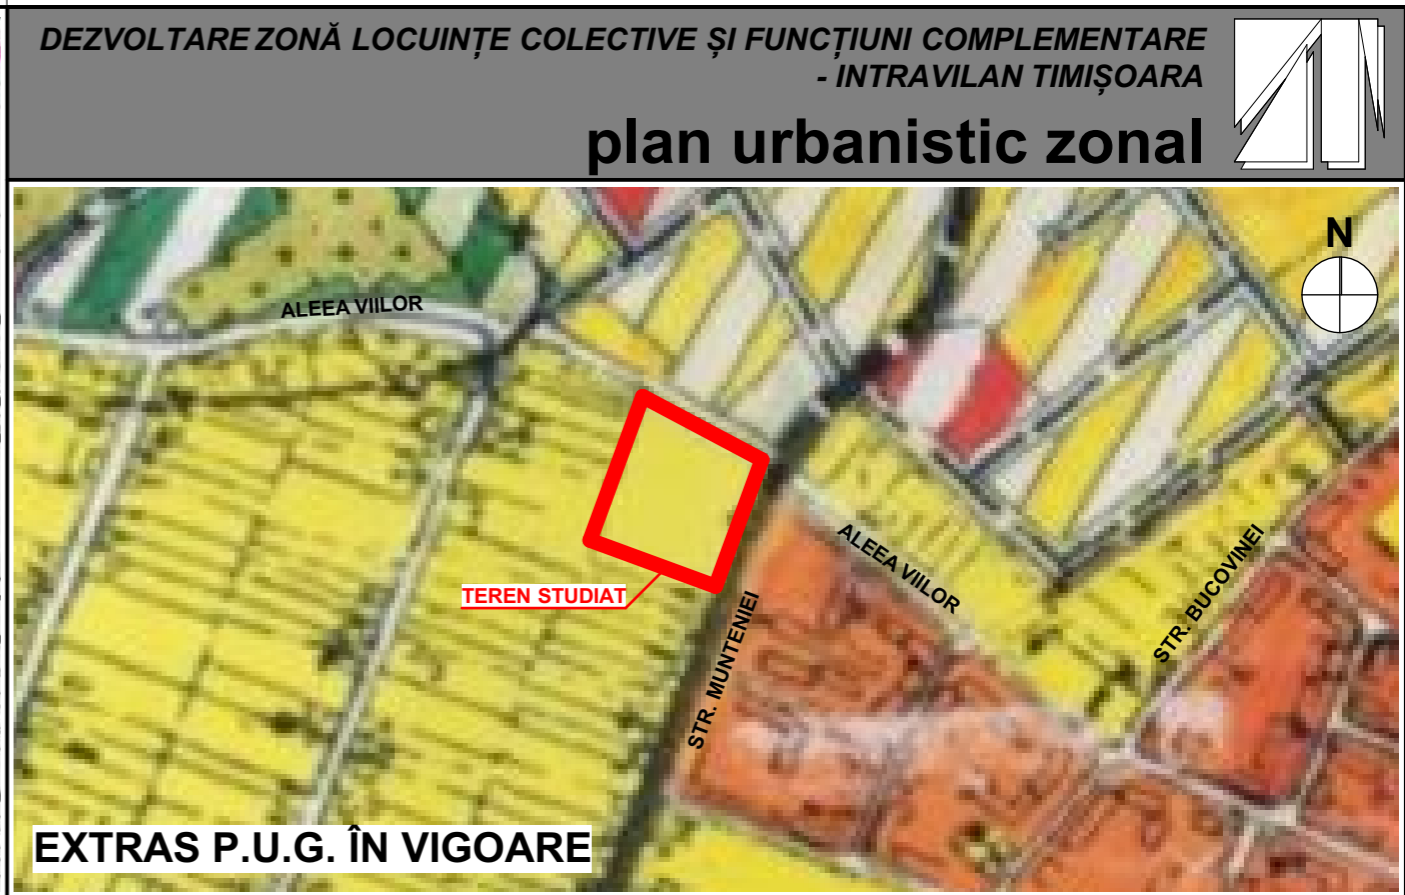 DEZVOLTARE ZONĂ LOCUINȚE COLECTIVE ȘI FUNCȚIUNI COMPLEMENTARE
- INTRAVILAN TIMIȘOARA
plan urbanistic zonal
N
ALEEA VIILOR
ALEEA VIILOR
STR. BUCOVINEI
TEREN STUDIAT
STR. MUNTENIEI
EXTRAS P.U.G. ÎN VIGOARE